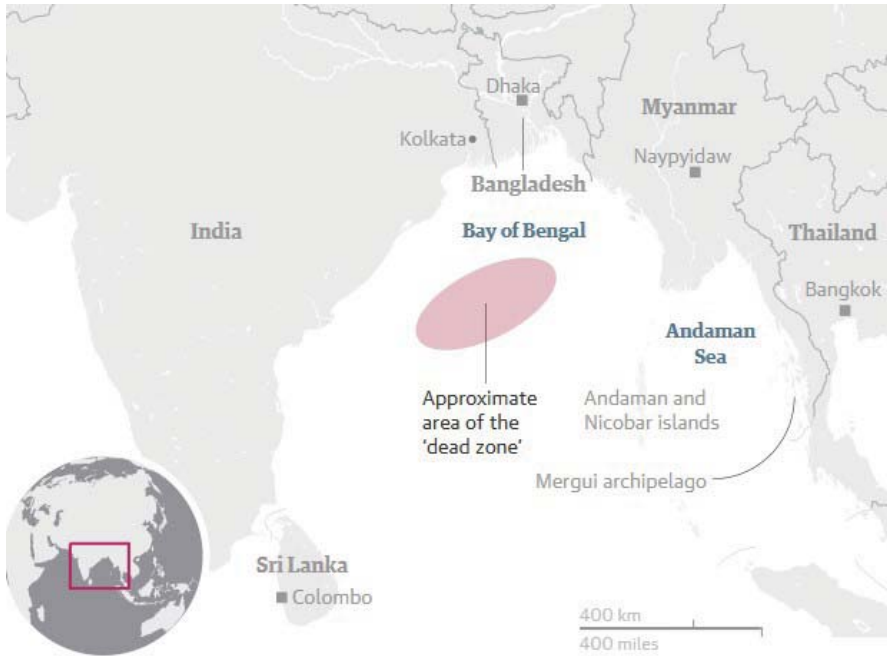 Dhaka
Myanmar
Kolkata
Naypyidaw
Bangladesh
India
Bay of Bengal
Thailand
Bangkok
Andaman
Sea
Approximate
area of the
‘dead zone’
Andaman and
Nicobar islands
Mergui archipelago
Sri Lanka
Colombo
400 km
400 miles